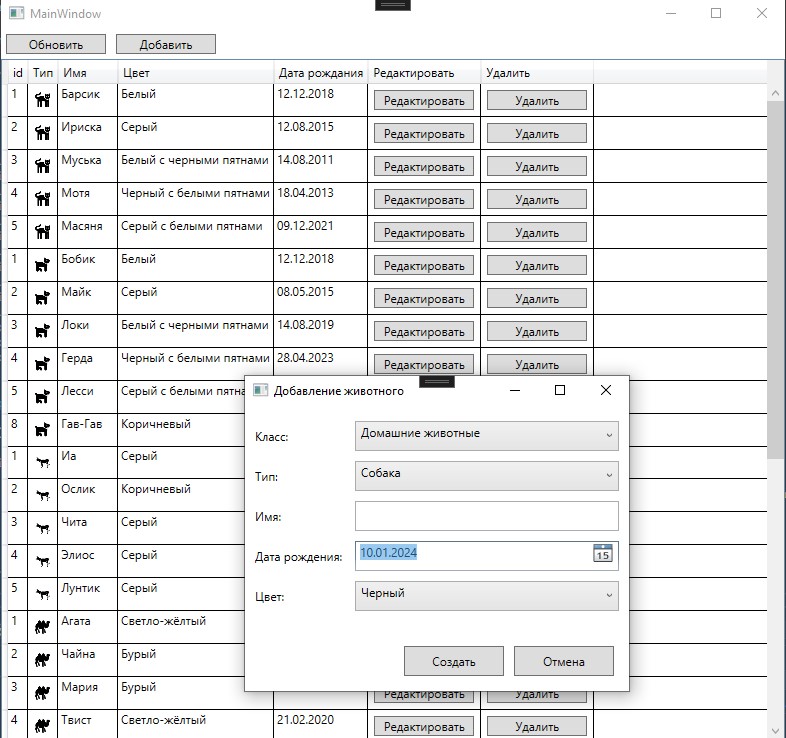 MainWindow
Обновить Добавить
id Тип Имя Цвет Дата рождения Редактировать Удалить
1 Барсик Белый 12.12.2018 Редактировать Удалить
2 Ириска Серый 12.08.2015 Редактировать Удалить
3 Муська Белый с черными пятнами 14.08.2011 Редактировать Удалить
4 Мотя Черный с белыми пятнами 18.04.2013 Редактировать Удалить
5 Масяня Серый с белыми пятнами 09.12.2021 Редактировать Удалить
1 Бобик Белый 12.12.2018 Редактировать Удалить
2 Майк Серый 08.05.2015 Редактировать Удалить
3 Локи Белый с черными пятнами 14.08.2019 Редактировать Удалить
4 Герда Черный с белыми пятнами 28.04.2023 Редактировать Удалить
5 Лесси Серый с белыми
8 Гав-Гав Коричневый
1 Иа Серый
2 Ослик Коричневый
3 Чита Серый
4 Элиос Серый
5 Лунтик Серый
1 Агата Светло-жёлтый
2 Чайна Бурый
3 Мария Бурый Редактировать Удалить
4 Твист Светло-жёлтый 21.02.2020 Редактировать Удалить
Добавление животного
Класс: Домашние животные
Тип: Собака
Имя:
Дата рождения: 10.01.2024 15
Цвет: Черный
Создать Отмена